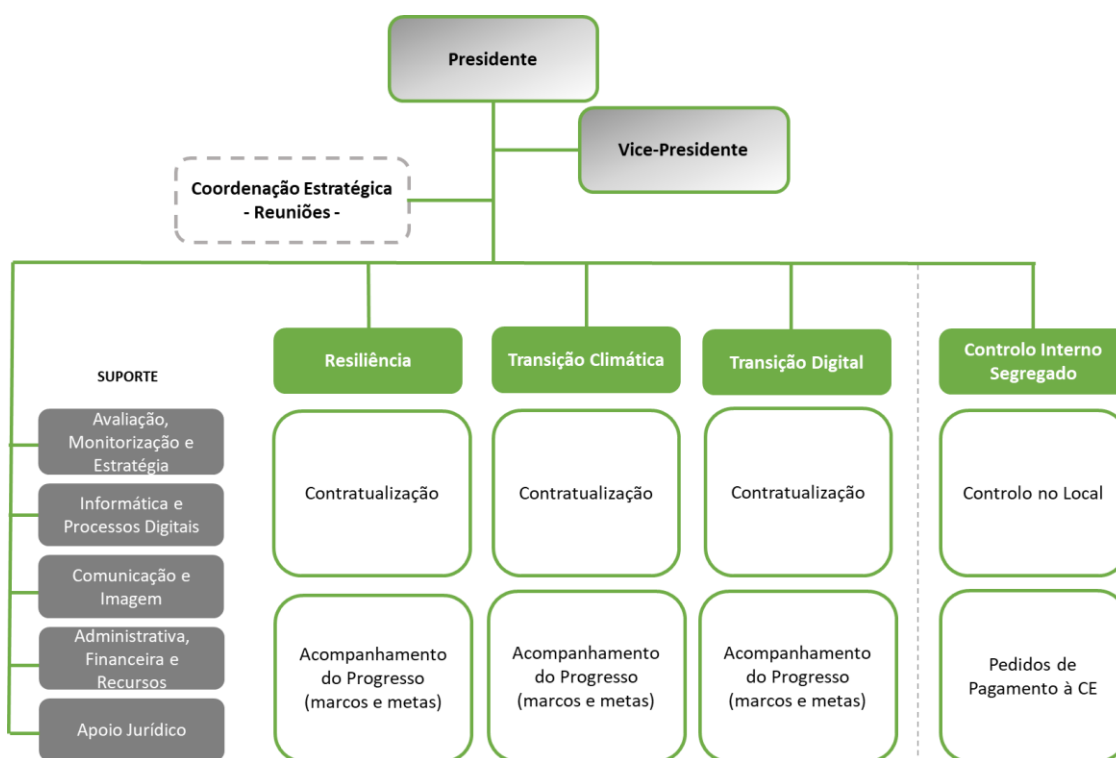 Presidente
Vice-Presidente
Coordenação Estratégica
- Reuniões -
SUPORTE
Avaliação,
Monitorização e
Estratégia
Informática e
Processos Digitais
Comunicação e
Imagem
Administrativa,
Financeira e
Recursos
Apoio Jurídico
Resiliência
Contratualização
Acompanhamento
do Progresso
(marcos e metas)
Transição Climática
Contratualização
Acompanhamento
do Progresso
(marcos e metas)
Transição Digital
Contratualização
Acompanhamento
do Progresso
(marcos e metas)
Controlo Interno
Segregado
Controlo no Local
Pedidos de
Pagamento à CE